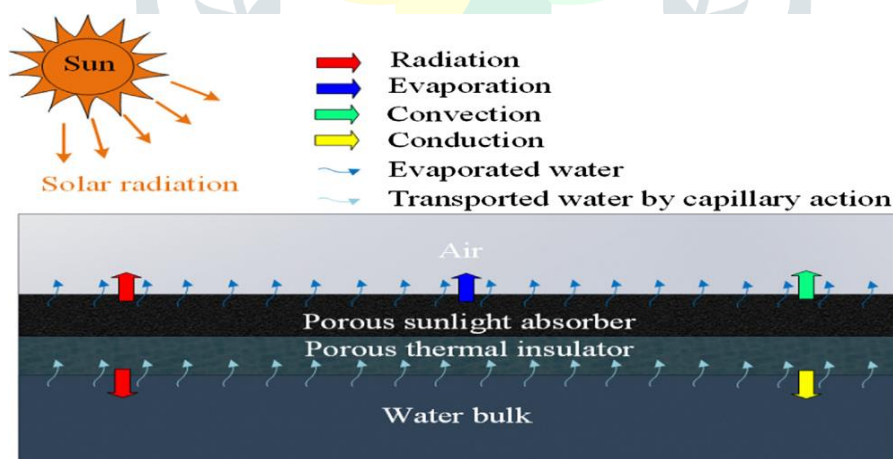 Sun
Solar radiation
Radiation
Evaporation
Convection
Conduction
Evaporated water
Transported water by capillary action
Air
Porous sunlight absorber
Porous thermal insulator
Water bulk